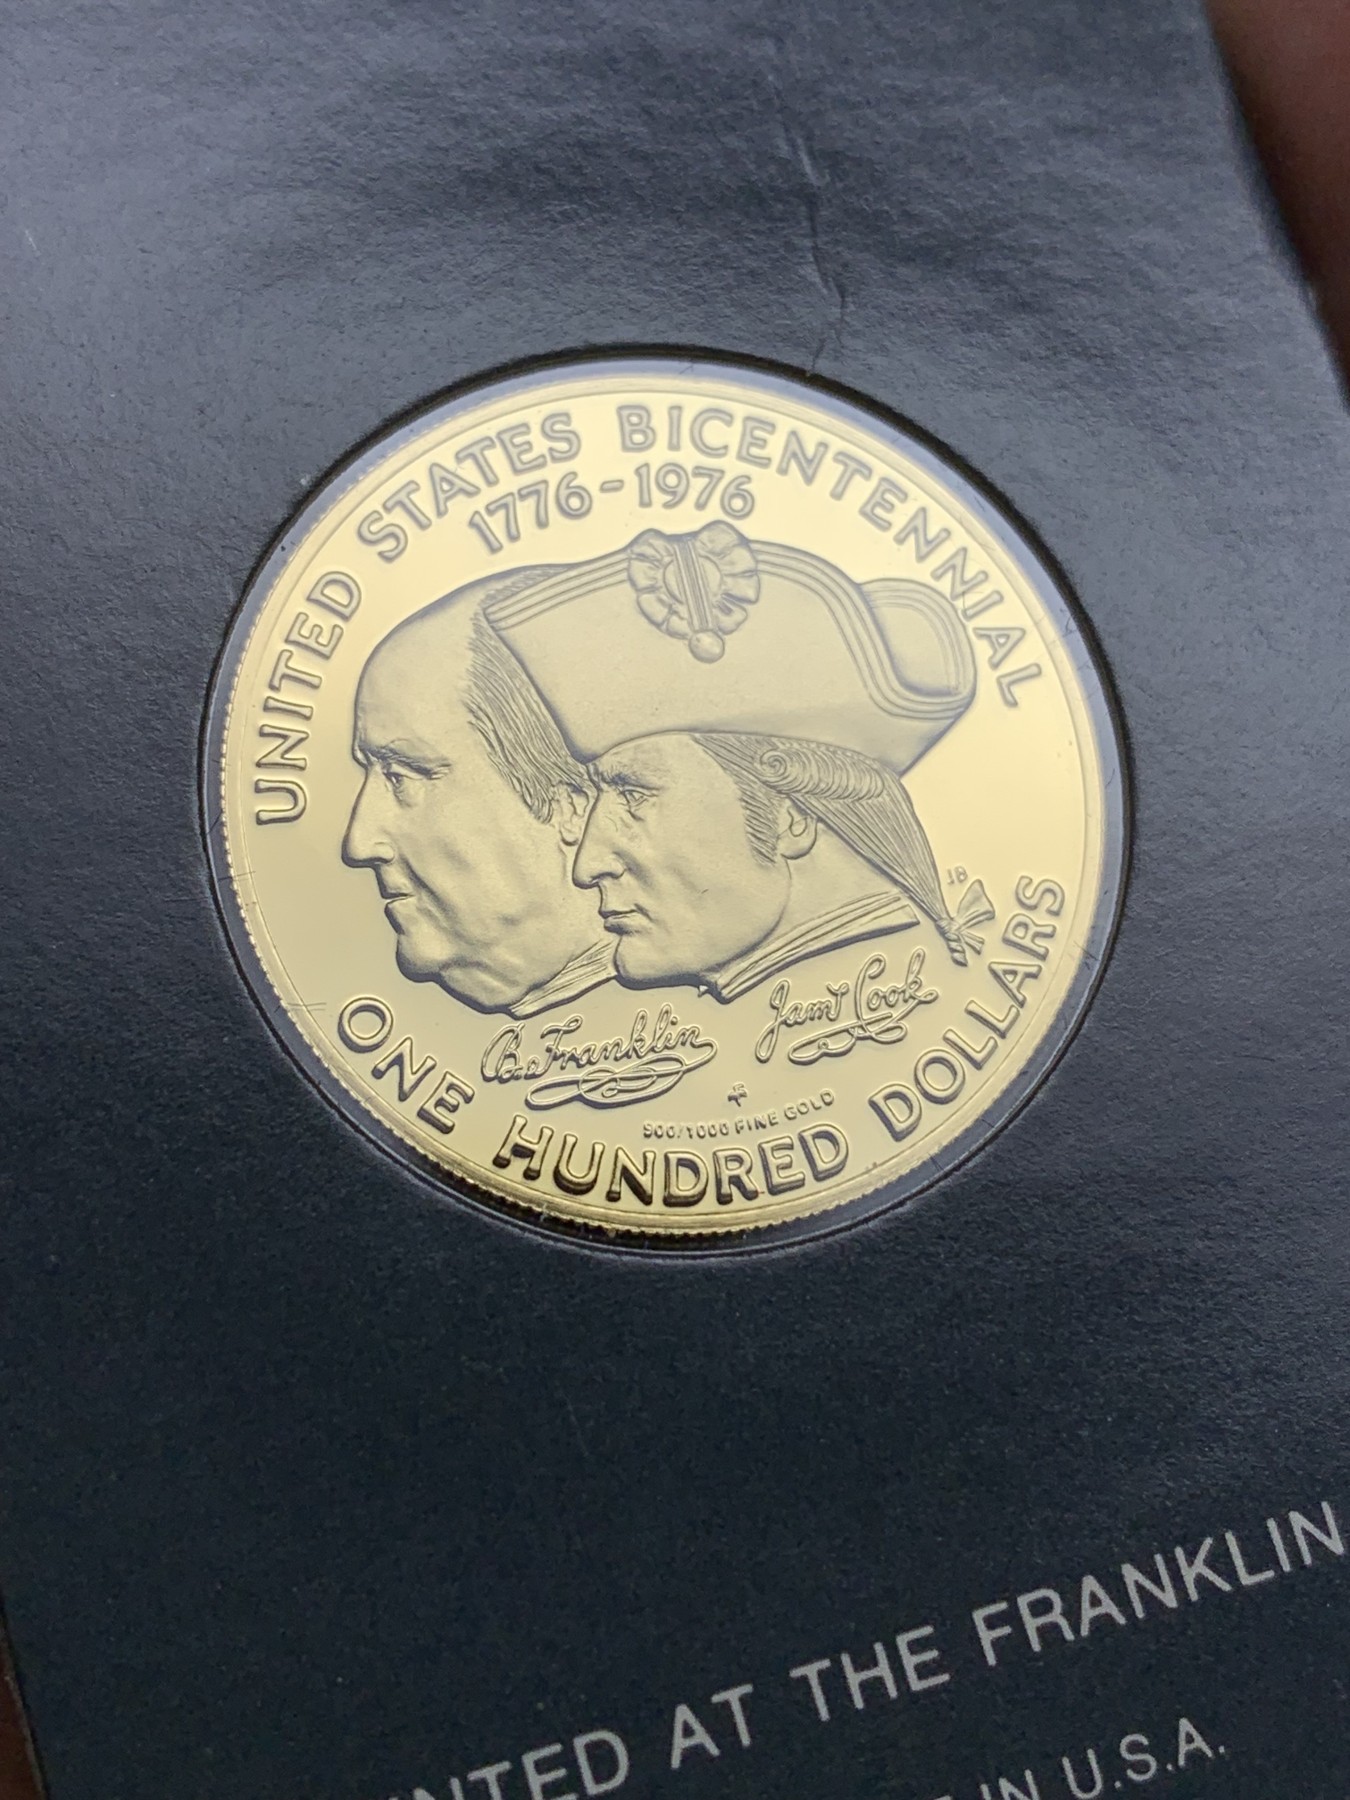 UNITED STATES BICENTENNIAL
1776-1976
JB
B. Franklin
Jams Cook
900/1000 FINE GOLD
ONE HUNDRED DOLLARS
NTED AT THE FRANKLIN
IN U.S.A.